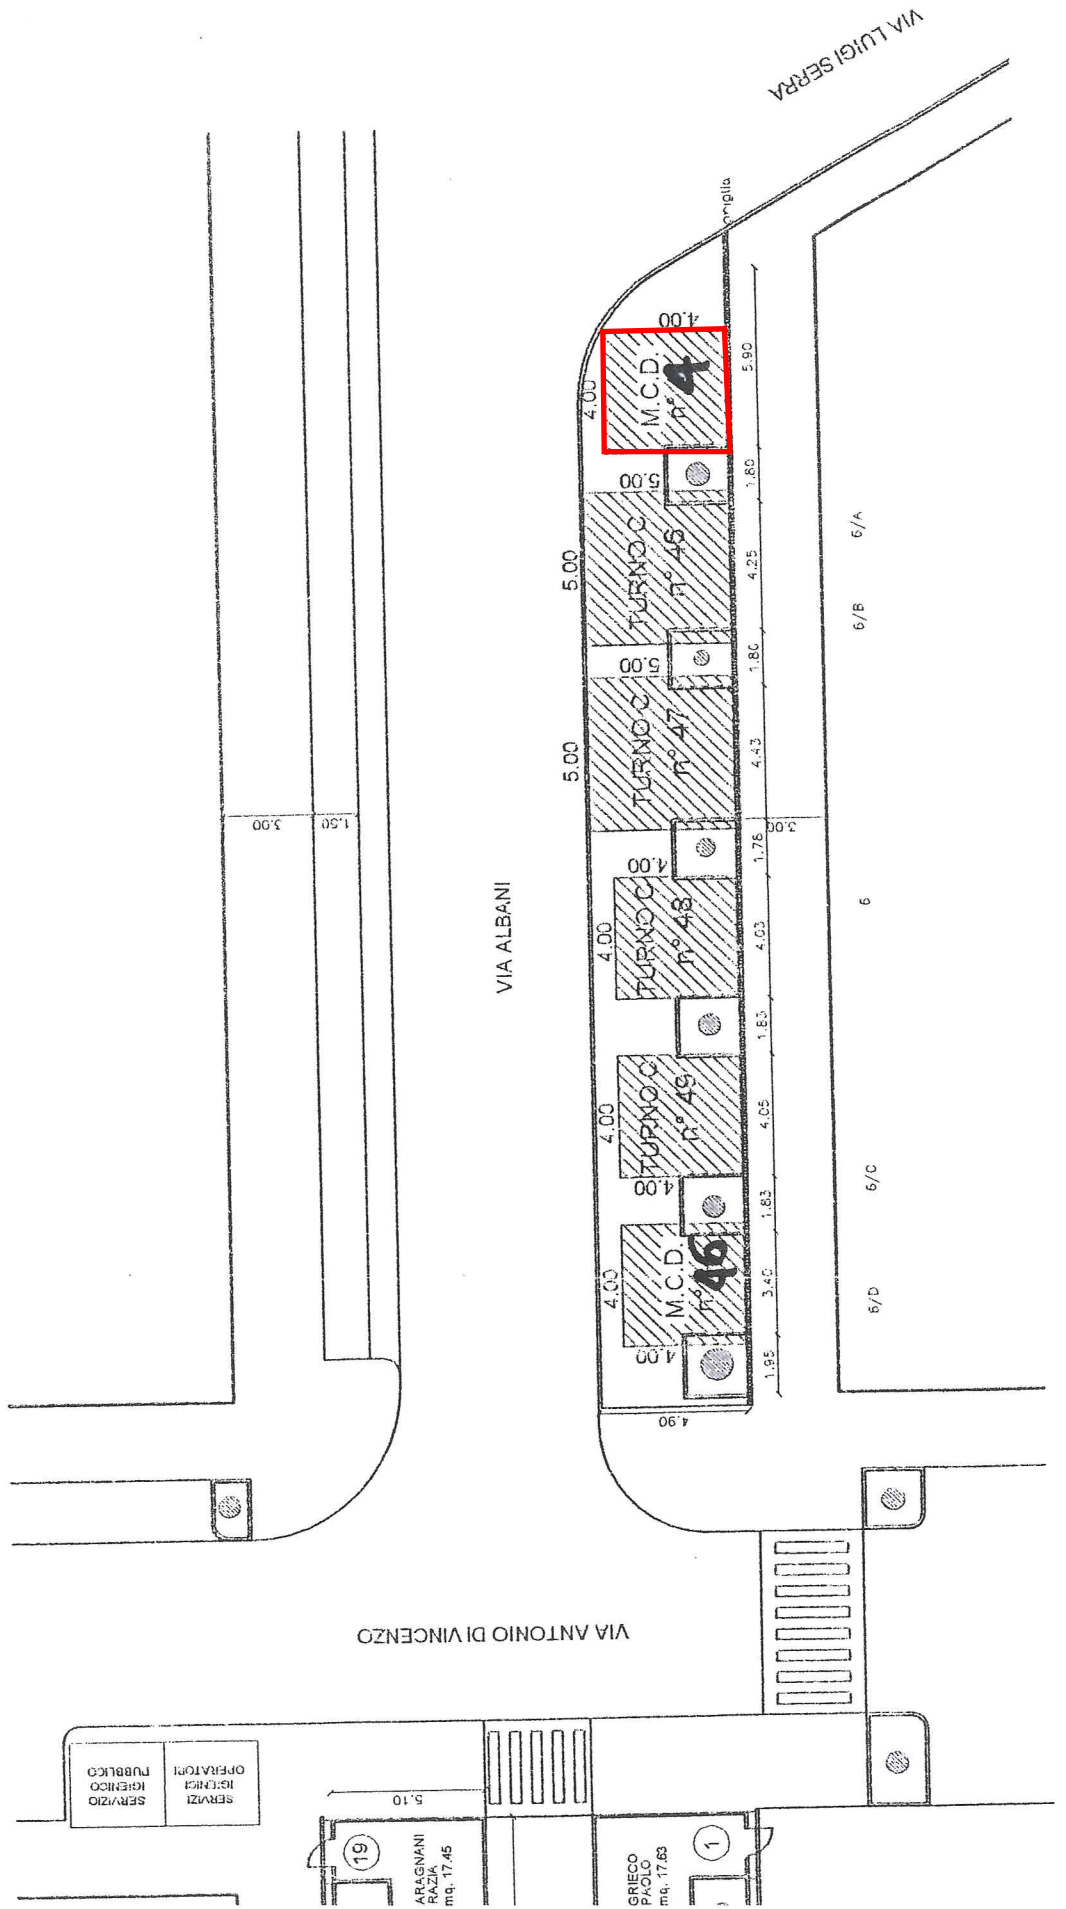 VIA LUIGI SERRA
4.00
4.00
M.C.D.
n° 4
5.90
5.00
1.80
5.00
TURNO C
n° 46
4.25
6/A
6/B
5.00
1.80
5.00
TURNO C
n° 47
4.43
3.00
1.50
3.00
1.78
4.00
VIA ALBANI
4.00
TURNO C
n° 48
4.03
6
1.83
4.00
TURNO C
n° 49
4.05
4.00
1.83
6/C
4.00
M.C.D.
n° 46
3.40
6/D
4.00
1.95
4.90
VIA ANTONIO DI VINCENZO
SERVIZIO
IGIENICO
PUBBLICO
SERVIZI
IGIENICI
OPERATORI
5.10
19
ARAGNANI
RAZIA
mq. 17.45
GRIECO
PAOLO
mq. 17.63
1